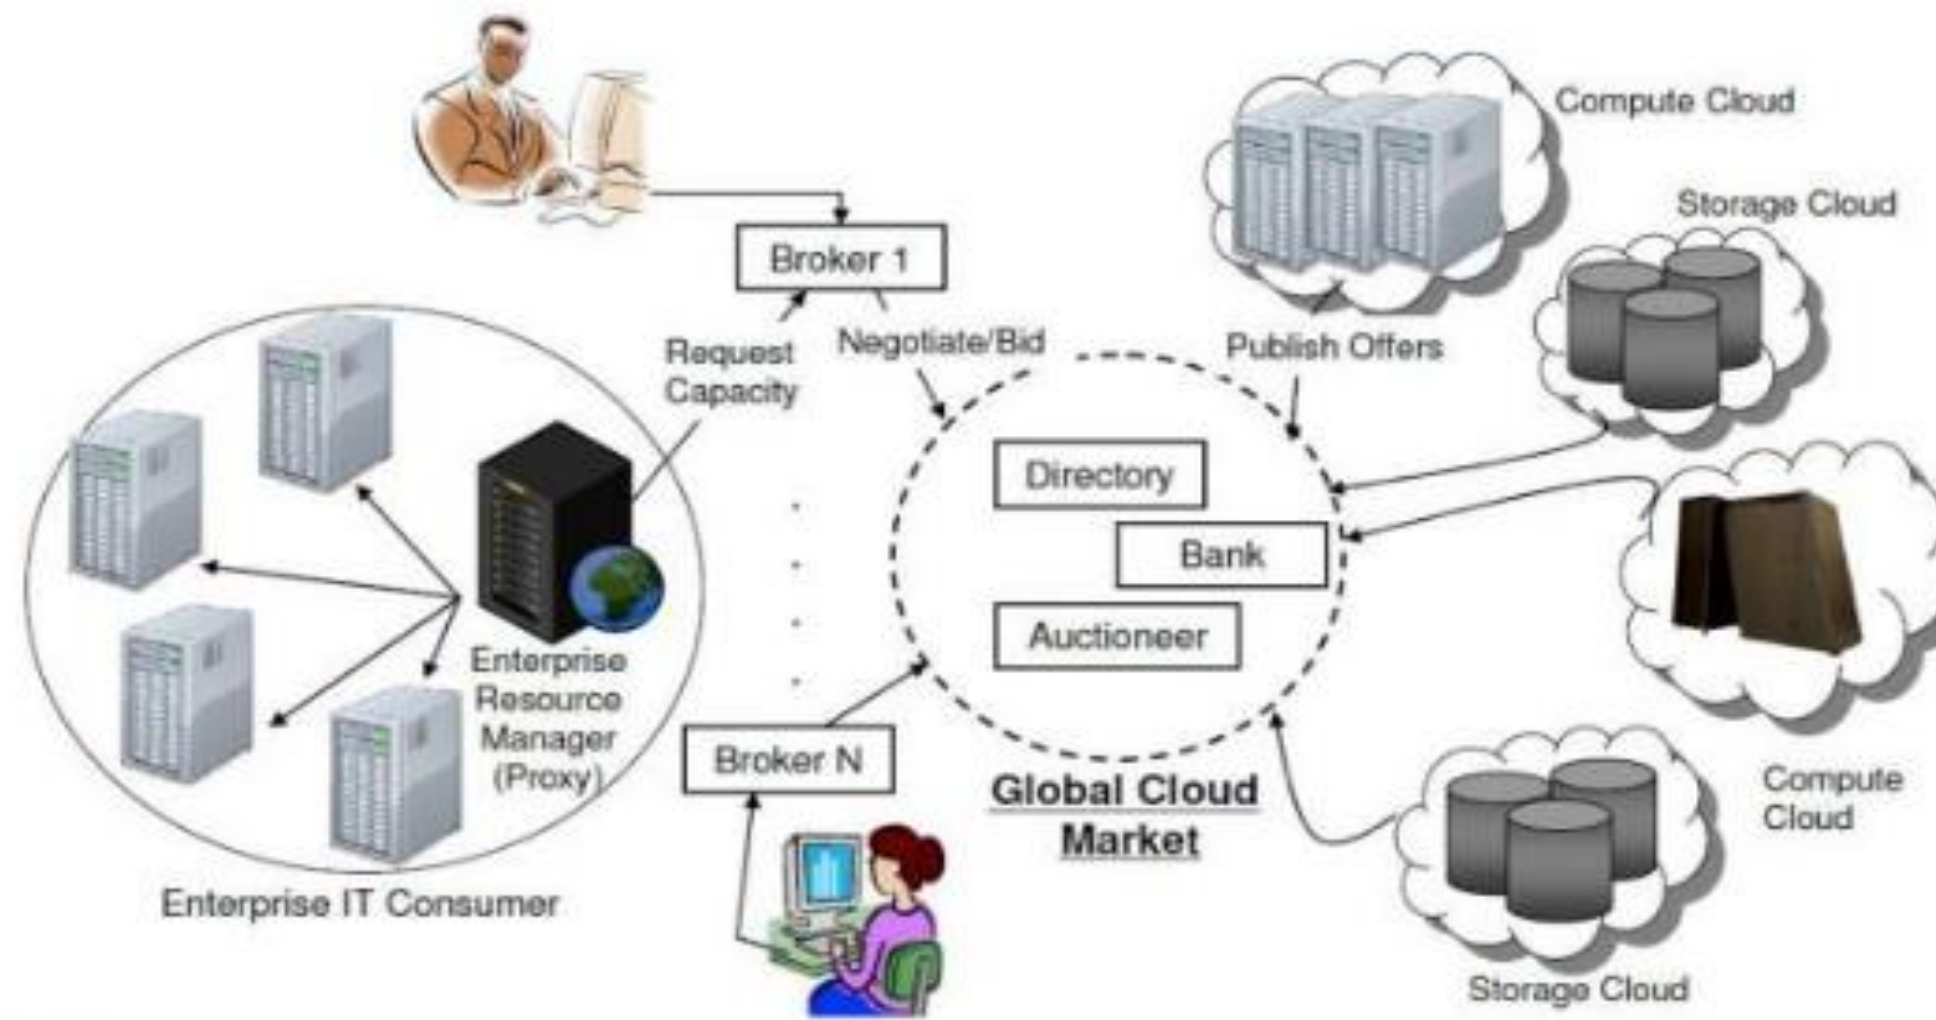 Compute Cloud
Storage Cloud
Broker 1
Request
Capacity
Negotiate/Bid
Publish Offers
Directory
Bank
Auctioneer
Enterprise
Resource
Manager
(Proxy)
Broker N
Global Cloud
Market
Compute
Cloud
Enterprise IT Consumer
Storage Cloud